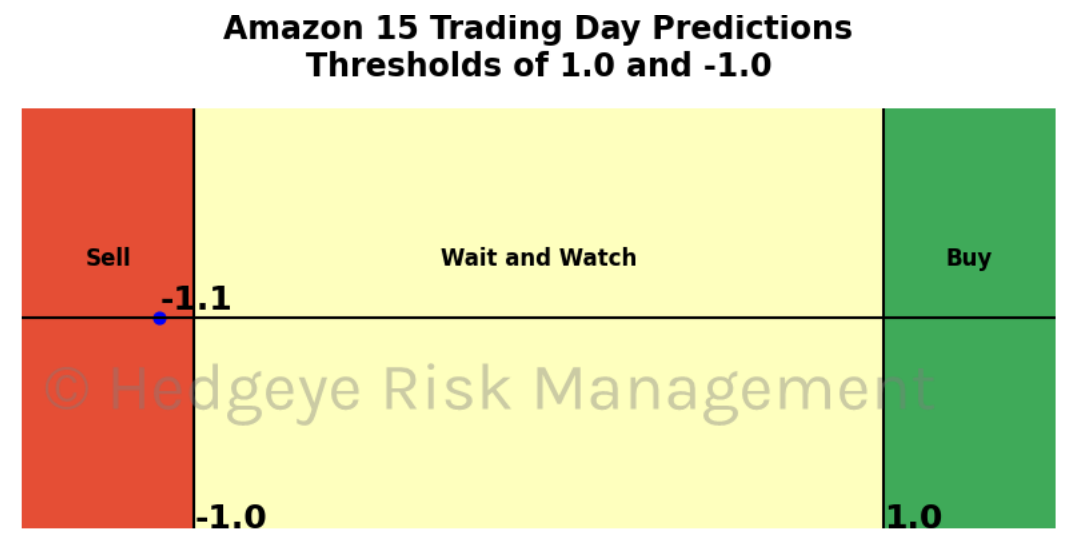 Amazon 15 Trading Day Predictions
Thresholds of 1.0 and -1.0
Sell
Wait and Watch
Buy
-1.1
© Hedgeye Risk Management
-1.0
1.0